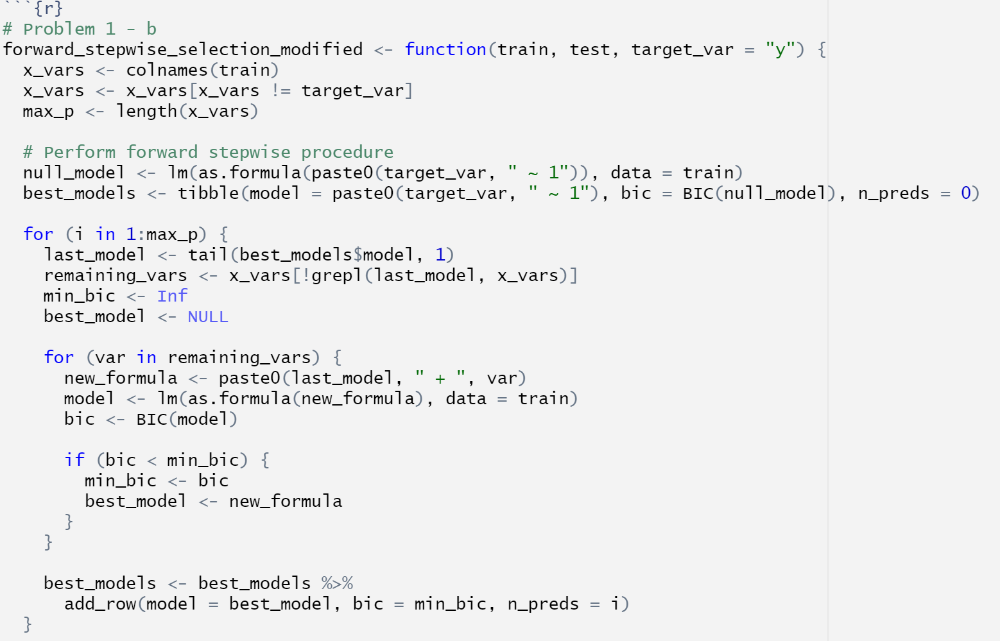 ```{r}
# Problem 1 - b
forward_stepwise_selection_modified <- function(train, test, target_var = "y") {
  x_vars <- colnames(train)
  x_vars <- x_vars[x_vars != target_var]
  max_p <- length(x_vars)

  # Perform forward stepwise procedure
  null_model <- lm(as.formula(paste0(target_var, " ~ 1")), data = train)
  best_models <- tibble(model = paste0(target_var, " ~ 1"), bic = BIC(null_model), n_preds = 0)

  for (i in 1:max_p) {
    last_model <- tail(best_models$model, 1)
    remaining_vars <- x_vars[!grepl(last_model, x_vars)]
    min_bic <- Inf
    best_model <- NULL

    for (var in remaining_vars) {
      new_formula <- paste0(last_model, " + ", var)
      model <- lm(as.formula(new_formula), data = train)
      bic <- BIC(model)

      if (bic < min_bic) {
        min_bic <- bic
        best_model <- new_formula
      }
    }

    best_models <- best_models %>%
      add_row(model = best_model, bic = min_bic, n_preds = i)
  }